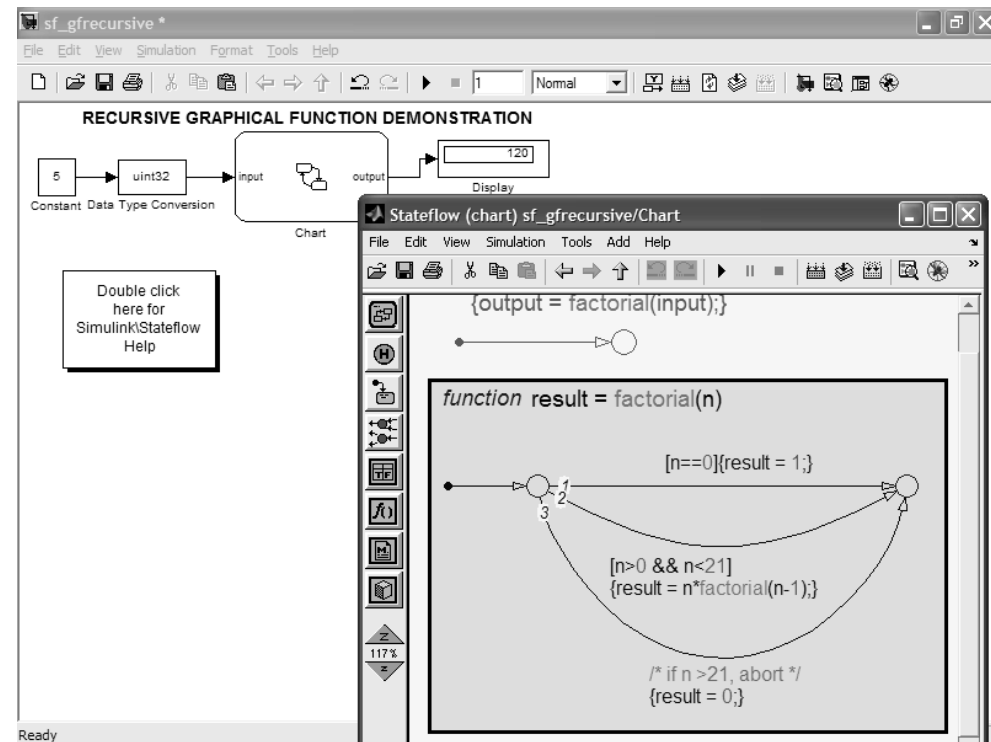 sf_gfrecursive *
File Edit View Simulation Format Tools Help
1 Normal
RECURSIVE GRAPHICAL FUNCTION DEMONSTRATION
5
uint32
input
output
120
Constant
Data Type Conversion
Chart
Display
Double click
here for
Simulink\Stateflow
Help
Stateflow (chart) sf_gfrecursive/Chart
File Edit View Simulation Tools Add Help
{output = factorial(input);}
function result = factorial(n)
[n==0]{result = 1;}
1
2
3
[n>0 && n<21]
{result = n*factorial(n-1);}
/* if n >21, abort */
{result = 0;}
H
TF
f()
M
Z
117%
Z
Ready